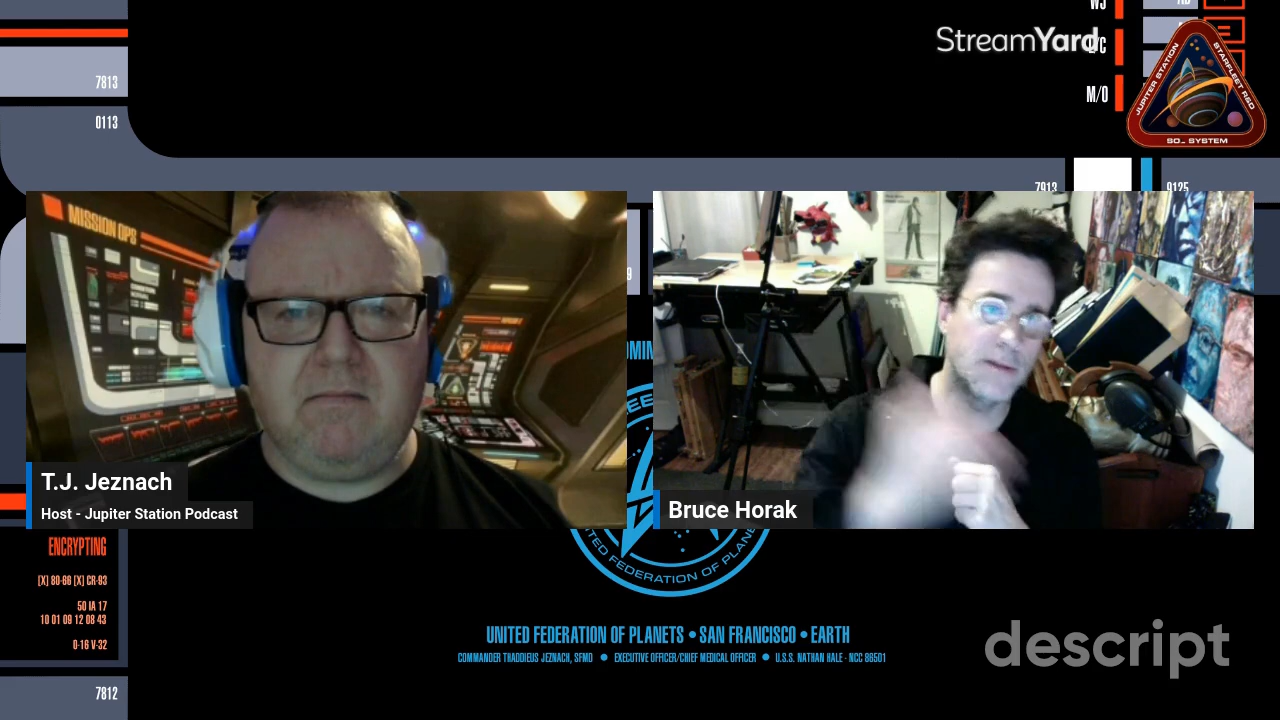 StreamYard
M/O
7813
0113
JUPITER STATION
STARFLEET R&D
SOL SYSTEM
7913
9125
MISSION OPS
T.J. Jeznach
Host - Jupiter Station Podcast
Bruce Horak
ENCRYPTING
[X] 80-66 [X] CR-93
50 IA 17
10 01 09 12 08 43
0-16 V-32
7812
UNITED FEDERATION OF PLANETS • SAN FRANCISCO • EARTH
COMMANDER THADDIEUS JEZNACH, SFMD • EXECUTIVE OFFICER/CHIEF MEDICAL OFFICER • U.S.S. NATHAN HALE - NCC 86501
descript